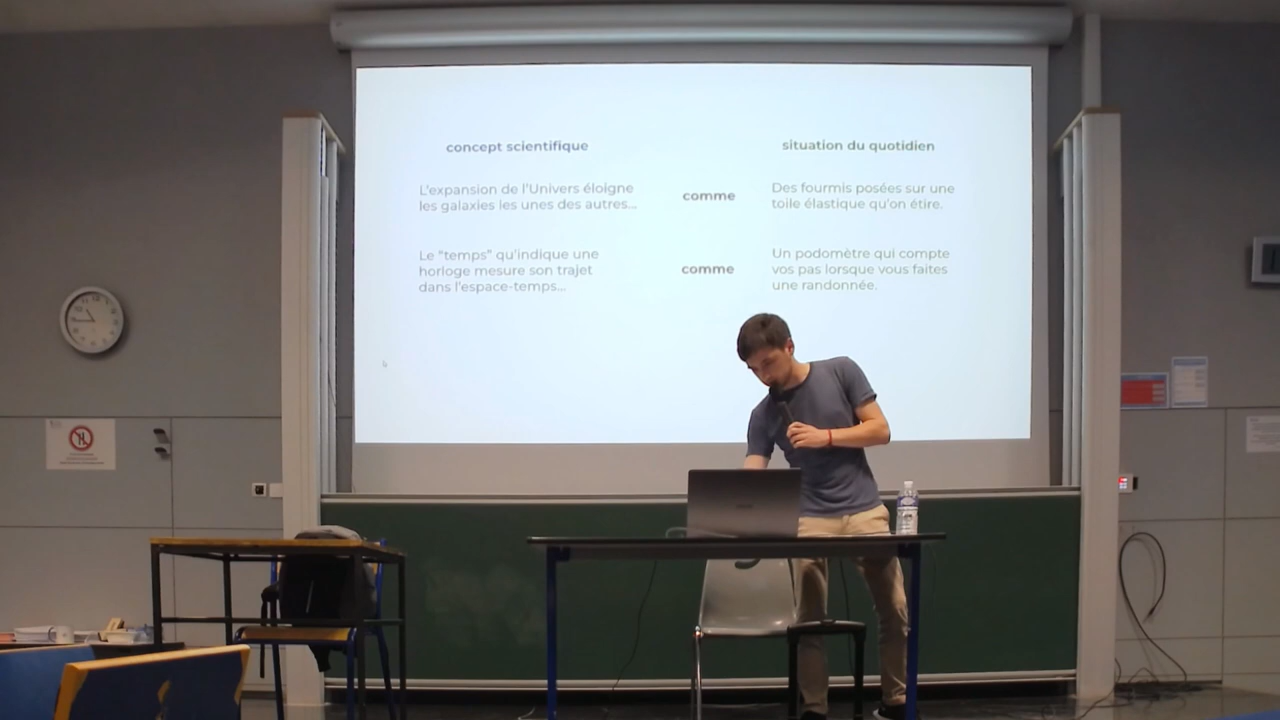 concept scientifique
situation du quotidien
L'expansion de l'Univers éloigne
les galaxies les unes des autres...
comme
Des fourmis posées sur une
toile élastique qu'on étire.
Le "temps" qu'indique une
horloge mesure son trajet
dans l'espace-temps...
comme
Un podomètre qui compte
vos pas lorsque vous faites
une randonnée.